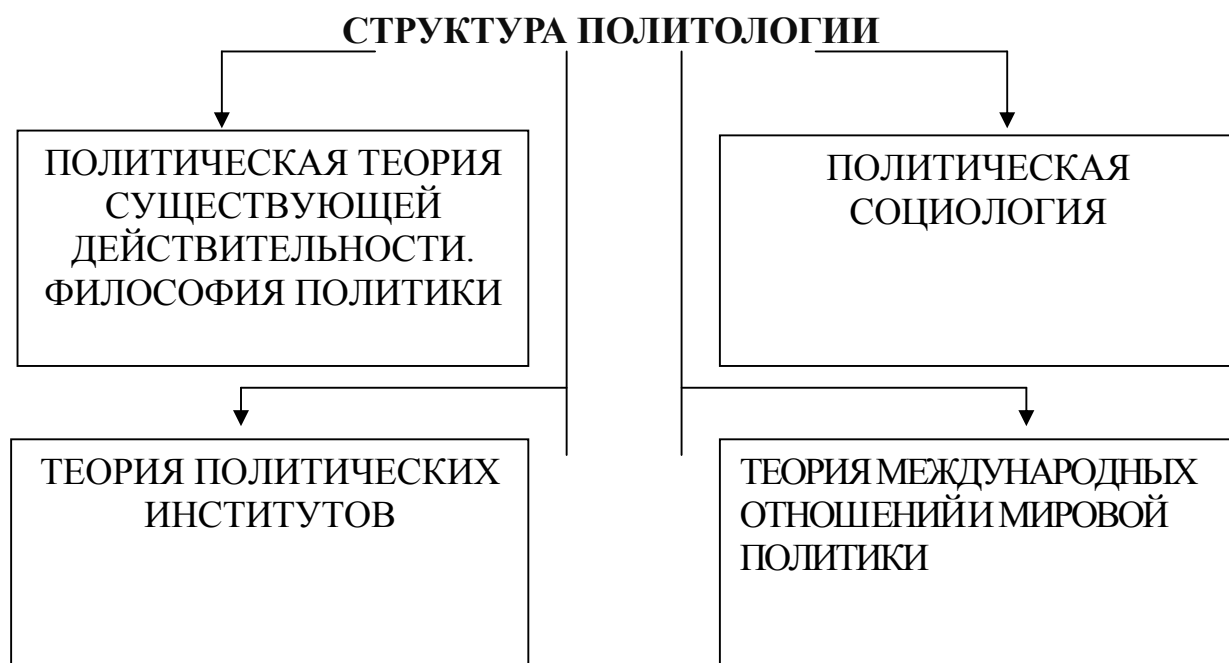 СТРУКТУРА ПОЛИТОЛОГИИ
ПОЛИТИЧЕСКАЯ ТЕОРИЯ
СУЩЕСТВУЮЩЕЙ
ДЕЙСТВИТЕЛЬНОСТИ.
ФИЛОСОФИЯ ПОЛИТИКИ
ПОЛИТИЧЕСКАЯ
СОЦИОЛОГИЯ
ТЕОРИЯ ПОЛИТИЧЕСКИХ
ИНСТИТУТОВ
ТЕОРИЯ МЕЖДУНАРОДНЫХ
ОТНОШЕНИЙ И МИРОВОЙ
ПОЛИТИКИ